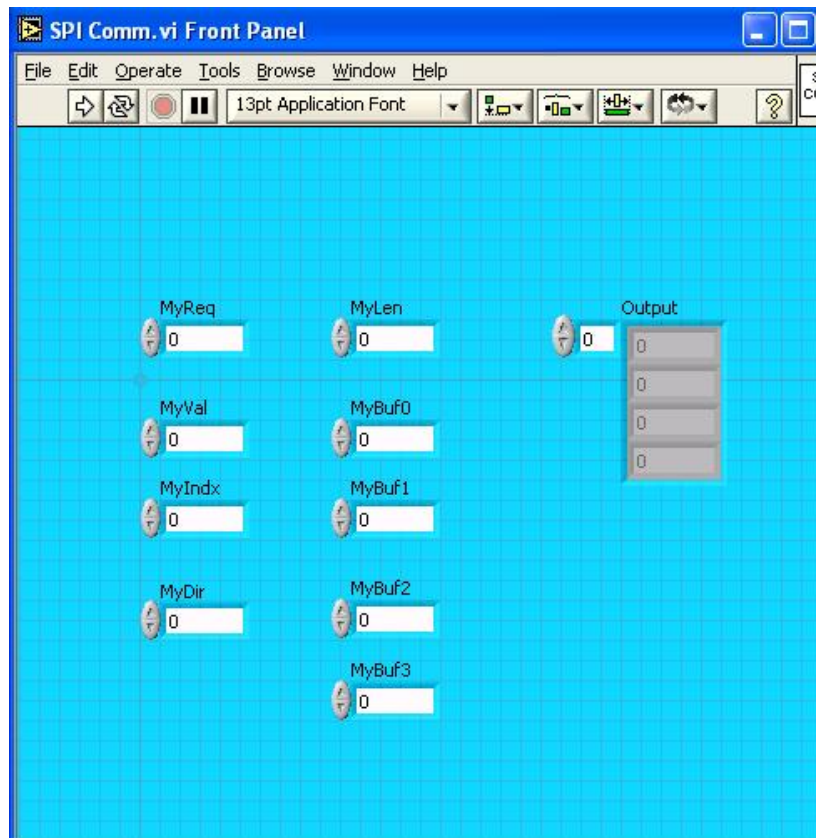 SPI Comm.vi Front Panel
File Edit Operate Tools Browse Window Help
13pt Application Font
MyReq MyLen Output
0 0 0 0
0
MyVal MyBuf0
0 0 0
MyIndx MyBuf1
0
0 0
MyDir MyBuf2
0 0
MyBuf3
0